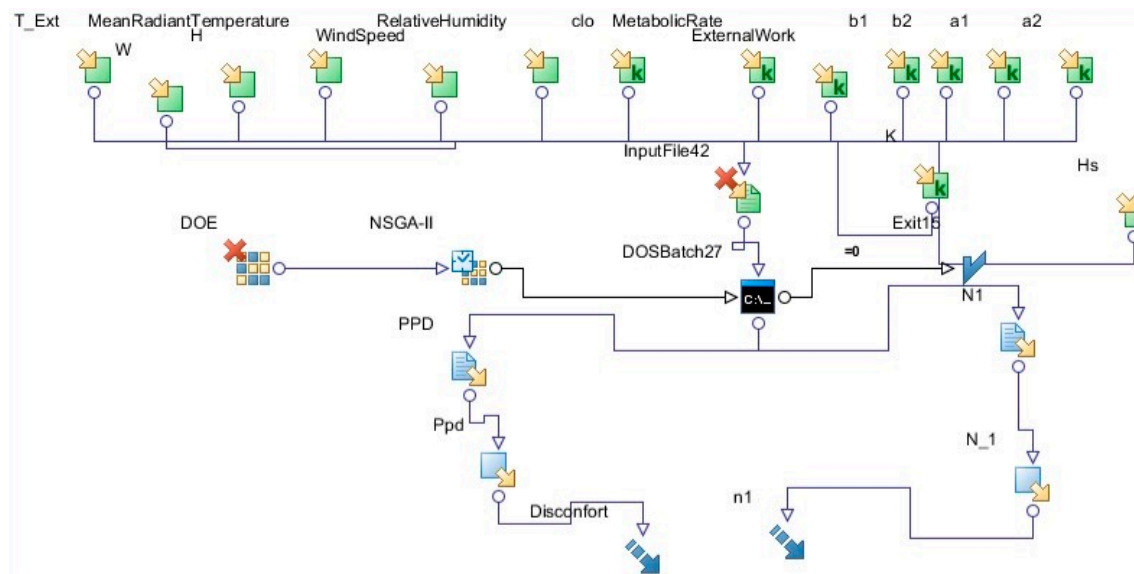 T_Ext MeanRadiantTemperature RelativeHumidity clo MetabolicRate b1 b2 a1 a2
W H WindSpeed ExternalWork
k k k k k k k
K
InputFile42
Hs
k
DOE NSGA-II Exit15
DOSBatch27 =0
C:\_
N1
PPD
Ppd N_1
n1
Disconfort